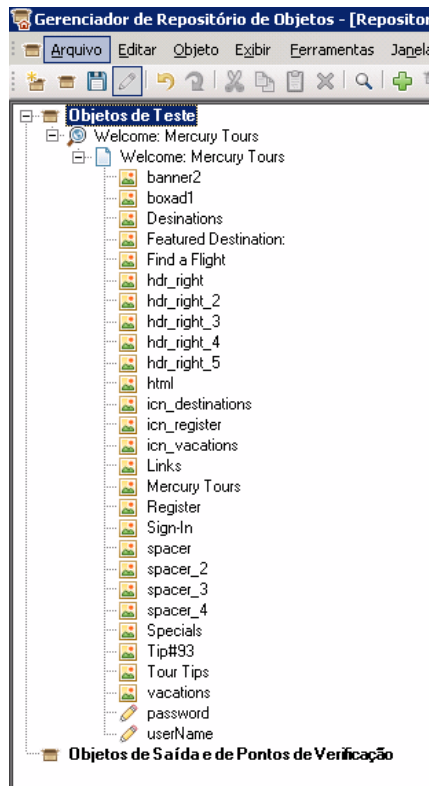 Gerenciador de Repositório de Objetos - [Repositor
Arquivo Editar Objeto Exibir Ferramentas Janela
Objetos de Teste
Welcome: Mercury Tours
Welcome: Mercury Tours
banner2
boxad1
Desinations
Featured Destination:
Find a Flight
hdr_right
hdr_right_2
hdr_right_3
hdr_right_4
hdr_right_5
html
icn_destinations
icn_register
icn_vacations
Links
Mercury Tours
Register
Sign-In
spacer
spacer_2
spacer_3
spacer_4
Specials
Tip#93
Tour Tips
vacations
password
userName
Objetos de Saída e de Pontos de Verificação